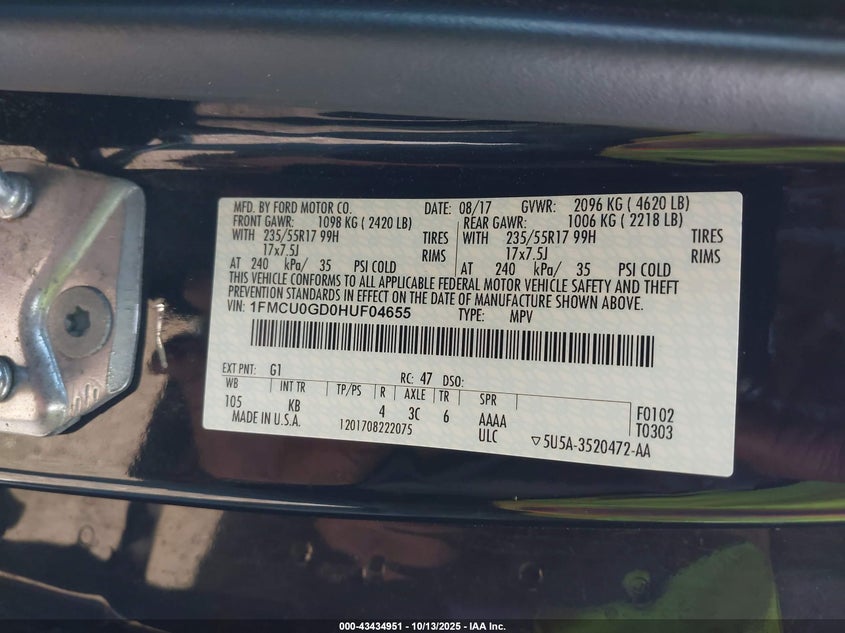 MFD. BY FORD MOTOR CO. DATE: 08/17 GVWR: 2096 KG ( 4620 LB)
FRONT GAWR: 1098 KG ( 2420 LB) REAR GAWR: 1006 KG ( 2218 LB)
WITH 235/55R17 99H TIRES WITH 235/55R17 99H TIRES
17x7.5J RIMS 17x7.5J RIMS
AT 240 kPa/ 35 PSI COLD AT 240 kPa/ 35 PSI COLD
THIS VEHICLE CONFORMS TO ALL APPLICABLE FEDERAL MOTOR VEHICLE SAFETY AND THEFT
PREVENTION STANDARDS IN EFFECT ON THE DATE OF MANUFACTURE SHOWN ABOVE.
VIN: 1FMCU0GD0HUF04655 TYPE: MPV
EXT PNT: G1 RC: 47 DSO:
WB INT TR TP/PS R AXLE TR SPR
105 KB 4 3C 6 AAAA F0102
MADE IN U.S.A. 1201708222075 ULC T0303
▽5U5A-3520472-AA
000-43434951 - 10/13/2025 - IAA Inc.